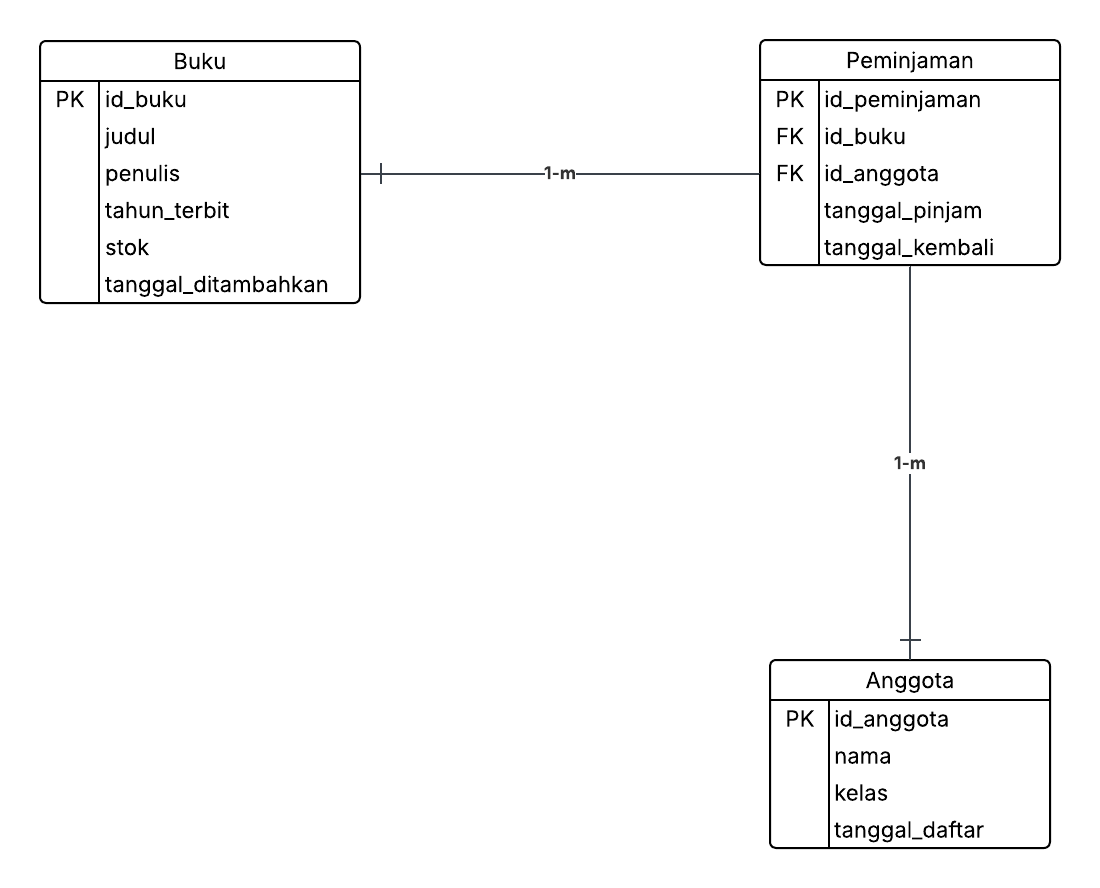 Buku
PK id_buku
judul
penulis
tahun_terbit
stok
tanggal_ditambahkan
1-m
Peminjaman
PK id_peminjaman
FK id_buku
FK id_anggota
tanggal_pinjam
tanggal_kembali
1-m
Anggota
PK id_anggota
nama
kelas
tanggal_daftar